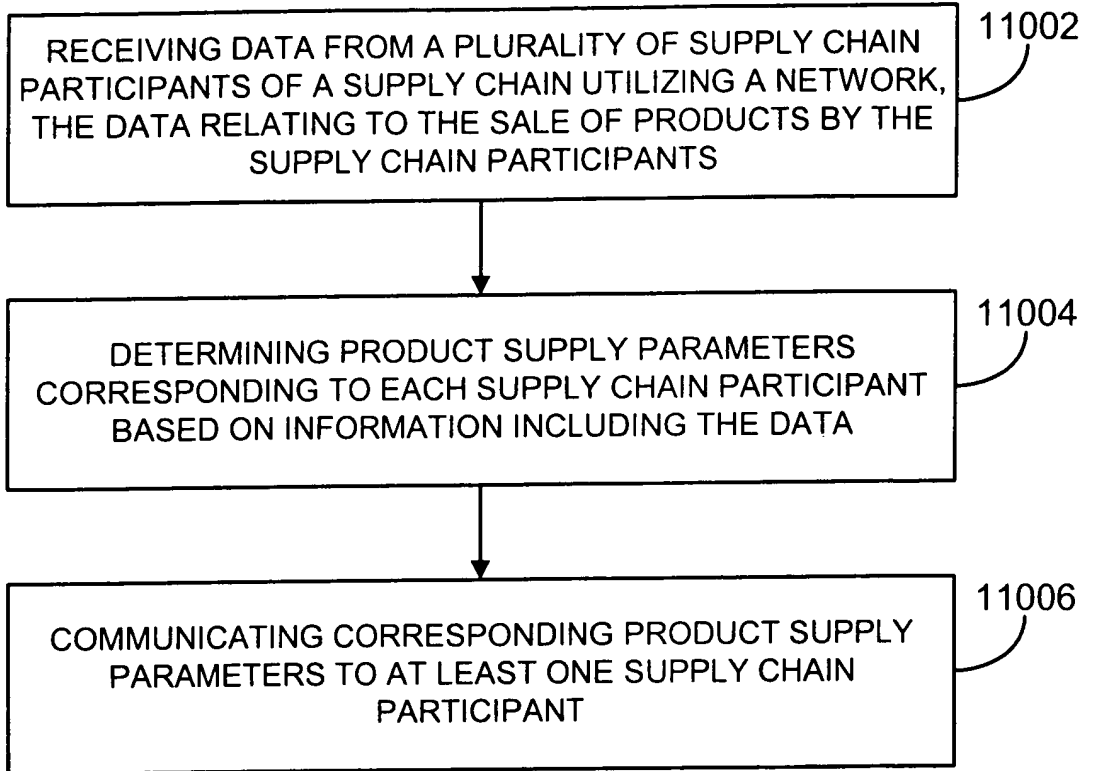 RECEIVING DATA FROM A PLURALITY OF SUPPLY CHAIN
PARTICIPANTS OF A SUPPLY CHAIN UTILIZING A NETWORK,
THE DATA RELATING TO THE SALE OF PRODUCTS BY THE
SUPPLY CHAIN PARTICIPANTS
11002
DETERMINING PRODUCT SUPPLY PARAMETERS
CORRESPONDING TO EACH SUPPLY CHAIN PARTICIPANT
BASED ON INFORMATION INCLUDING THE DATA
11004
COMMUNICATING CORRESPONDING PRODUCT SUPPLY
PARAMETERS TO AT LEAST ONE SUPPLY CHAIN
PARTICIPANT
11006